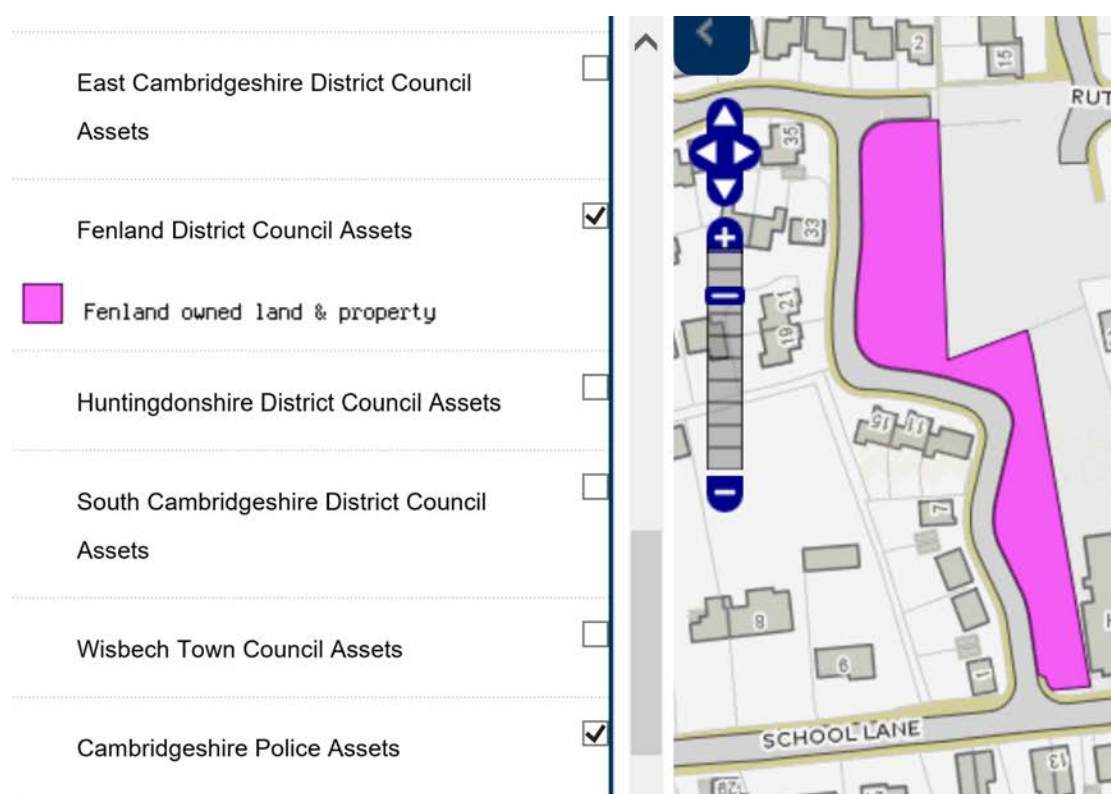 East Cambridgeshire District Council
Assets
Fenland District Council Assets
Fenland owned land & property
Huntingdonshire District Council Assets
South Cambridgeshire District Council
Assets
Wisbech Town Council Assets
Cambridgeshire Police Assets
2
15
RUT
35
33
21
19
15
11
7
8
9
1
SCHOOL LANE
13